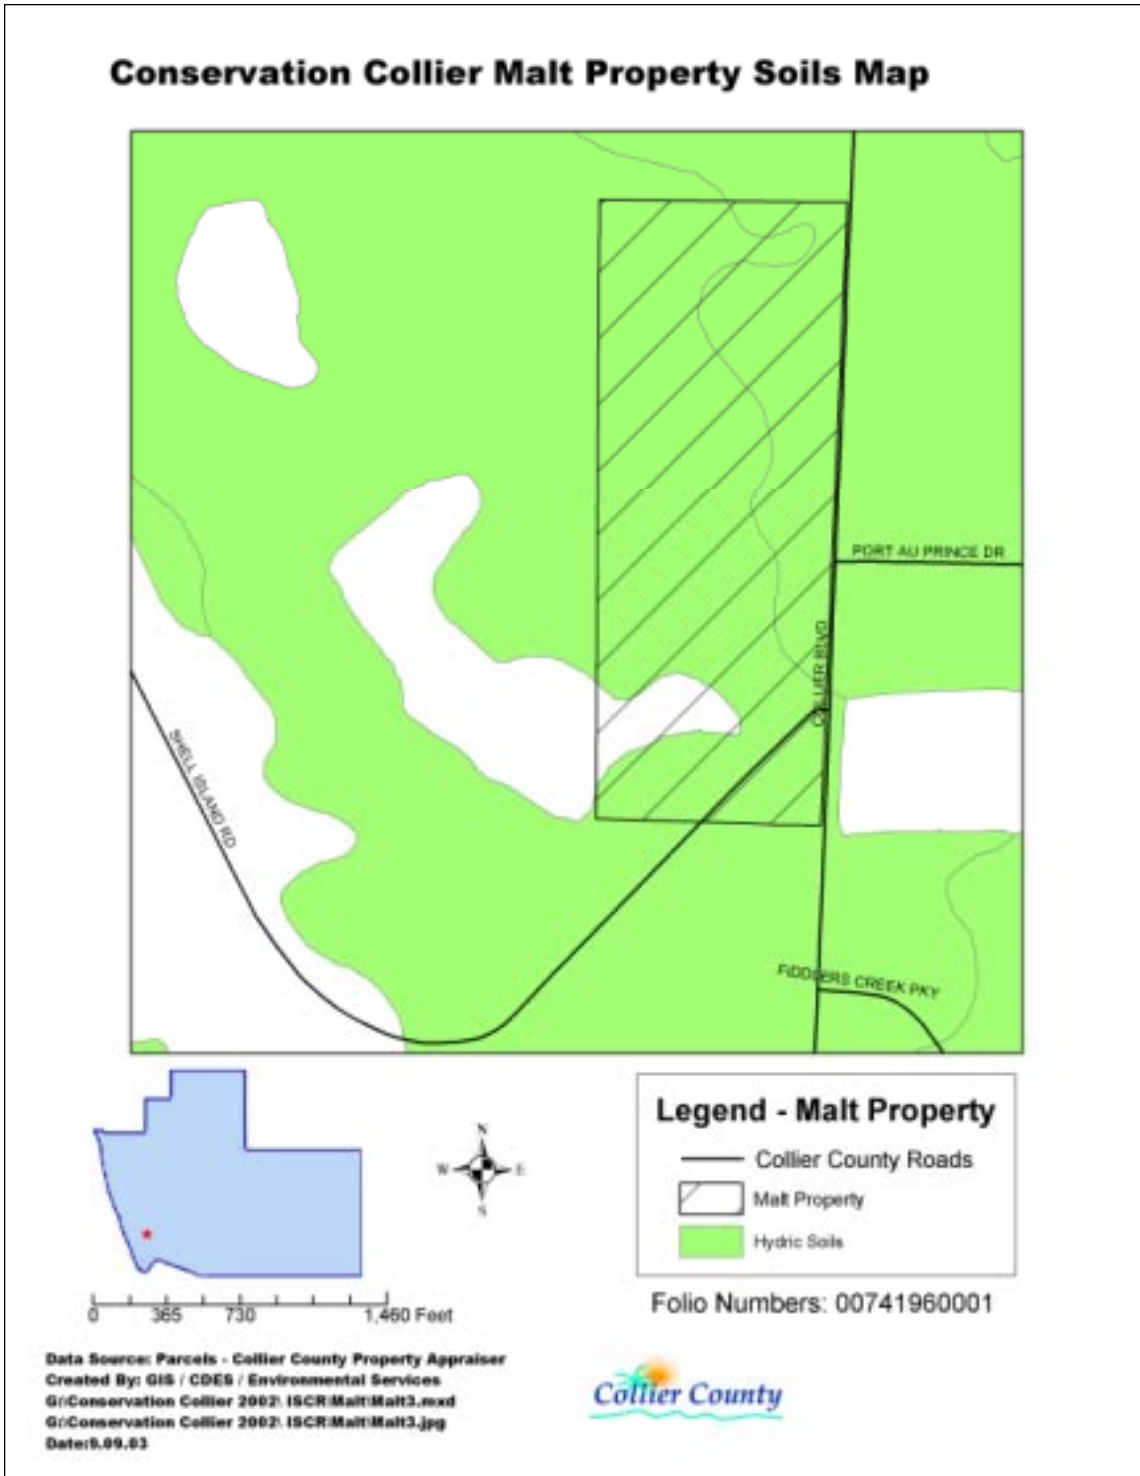 Conservation Collier Malt Property Soils Map
PORT AU PRINCE DR
COLLIER BLVD
SHELL ISLAND RD
FIDDLERS CREEK PKY
N
W E
S
Legend - Malt Property
Collier County Roads
Malt Property
Hydric Soils
0 365 730 1,460 Feet
Folio Numbers: 00741960001
Data Source: Parcels - Collier County Property Appraiser
Created By: GIS / CDES / Environmental Services
G:\Conservation Collier 2002\ ISCR\Malt\Malt3.mxd
G:\Conservation Collier 2002\ ISCR\Malt\Malt3.jpg
Date:9.09.03
Collier County